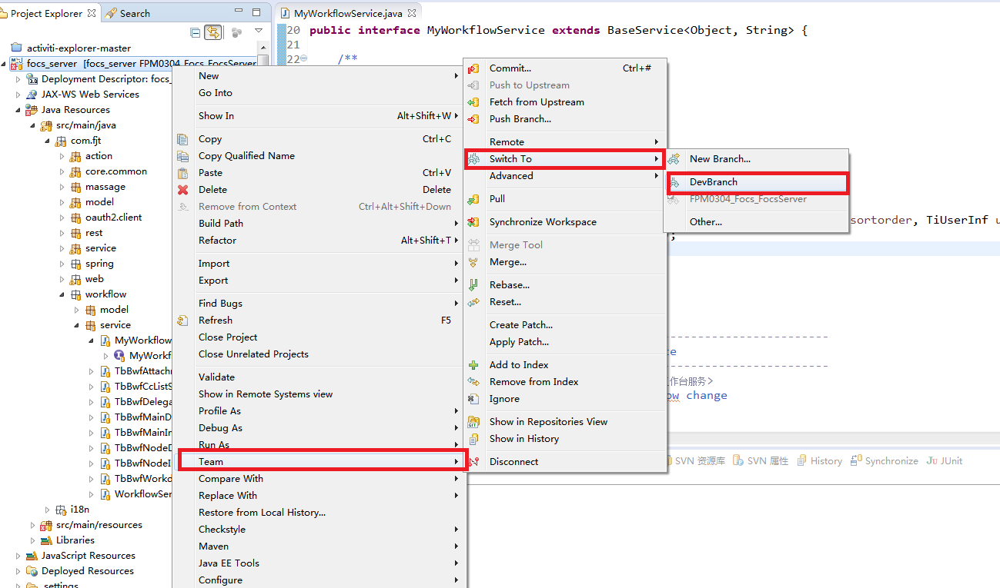 Project Explorer
Search
activiti-explorer-master
focs_server [focs_server FPM0304_Focs_FocsServer
Deployment Descriptor: focs_
JAX-WS Web Services
Java Resources
src/main/java
com.fjt
action
core.common
massage
model
oauth2.client
rest
service
spring
web
workflow
model
service
MyWorkflow
MyWorkf
TbBwfAttach
TbBwfCcListS
TbBwfDelega
TbBwfMainD
TbBwfMainIn
TbBwfNodeD
TbBwfNodeI
TbBwfWorkd
WorkflowSer
i18n
src/main/resources
Libraries
JavaScript Resources
Deployed Resources
.settings
New
Go Into
Show In Alt+Shift+W
Copy Ctrl+C
Copy Qualified Name
Paste Ctrl+V
Delete Delete
Remove from Context Ctrl+Alt+Shift+Down
Build Path
Refactor Alt+Shift+T
Import
Export
Find Bugs
Refresh F5
Close Project
Close Unrelated Projects
Validate
Show in Remote Systems view
Profile As
Debug As
Run As
Team
Compare With
Replace With
Restore from Local History...
Checkstyle
Maven
Java EE Tools
Configure
Commit... Ctrl+#
Push to Upstream
Fetch from Upstream
Push Branch...
Remote
Switch To
Advanced
Pull
Synchronize Workspace
Merge Tool
Merge...
Rebase...
Reset...
Create Patch...
Apply Patch...
Add to Index
Remove from Index
Ignore
Show in Repositories View
Show in History
Disconnect
New Branch...
DevBranch
FPM0304_Focs_FocsServer
Other...
MyWorkflowService.java
20 public interface MyWorkflowService extends BaseService<Object, String> {
21
22 /**
sortorder, TiUserInf u
;
------------------------
te
------------------------
作台服务>
ow change
SVN 资源库
SVN 属性
History
Synchronize
JUnit